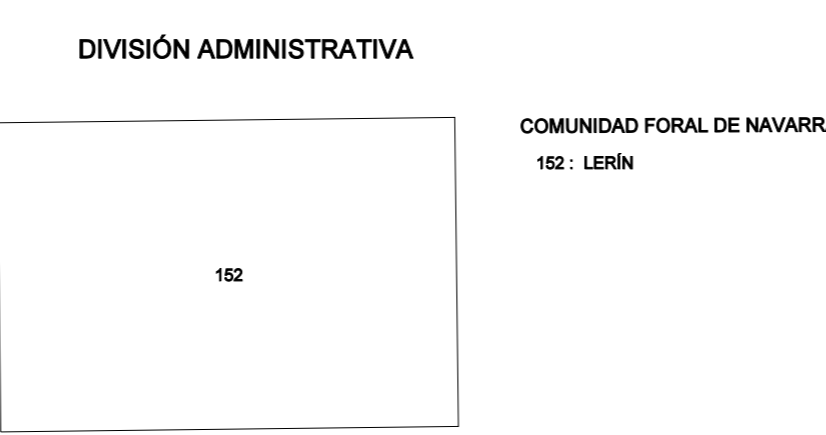 DIVISIÓN ADMINISTRATIVA
COMUNIDAD FORAL DE NAVARR
152 : LERÍN
152